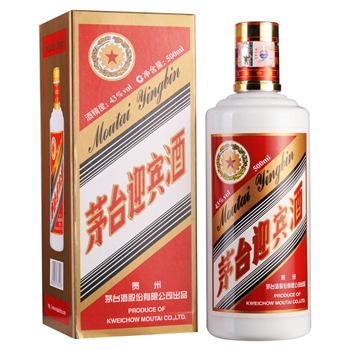 酒精度:43%vol
净含量:500ml
Moutai Yingbin
茅台迎宾酒
贵州
茅台酒股份有限公司出品
PRODUCE OF
KWEICHOW MOUTAI CO.,LTD.
43%vol
500ml
Moutai Yingbin
茅台迎宾酒
贵州
茅台酒股份有限公司出品
PRODUCE OF
KWEICHOW MOUTAI CO.,LTD.